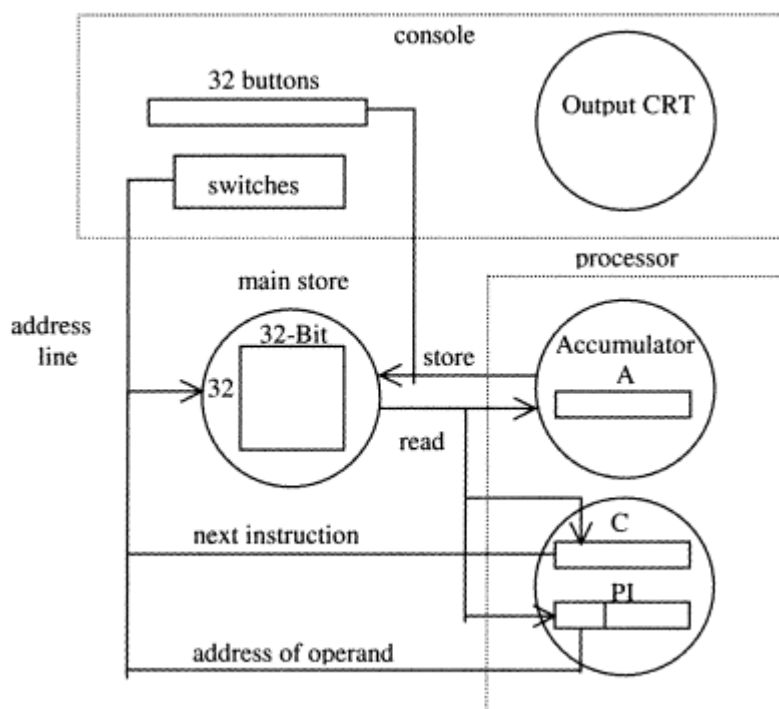 console
32 buttons
Output CRT
switches
processor
main store
address
line
32-Bit
32
store
Accumulator
A
read
C
next instruction
PI
address of operand